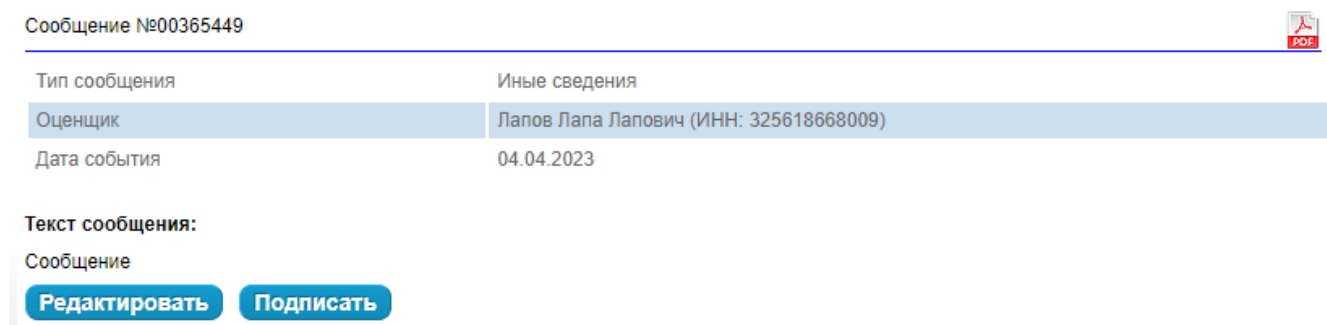 Сообщение №00365449
PDF
Тип сообщения Иные сведения
Оценщик Лапов Лапа Лапович (ИНН: 325618668009)
Дата события 04.04.2023
Текст сообщения:
Сообщение
Редактировать Подписать